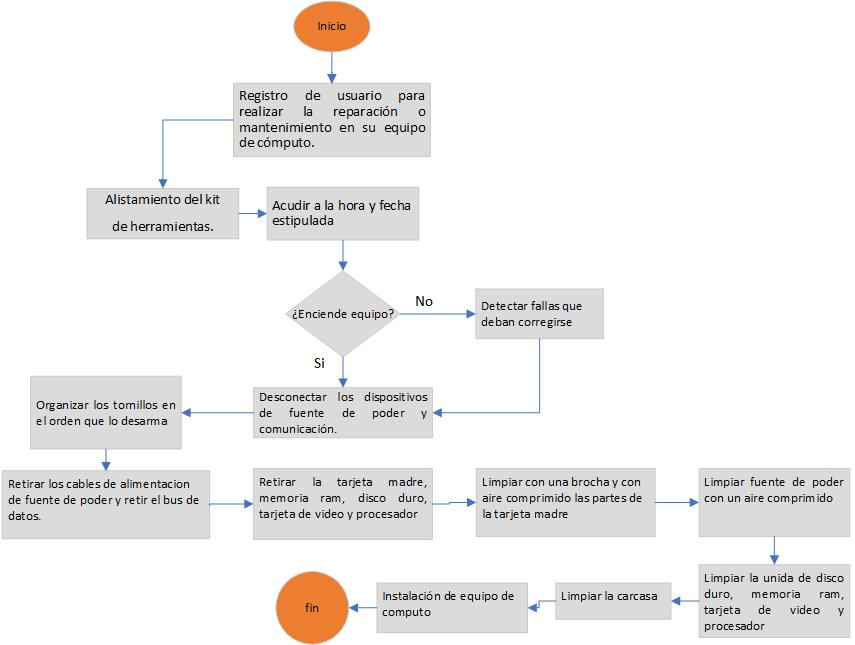 Inicio
Registro de usuario para
realizar la reparación o
mantenimiento en su equipo
de cómputo.
Alistamiento del kit
de herramientas.
Acudir a la hora y fecha
estipulada
¿Enciende equipo?
No
Detectar fallas que
deban corregirse
Si
Desconectar los dispositivos
de fuente de poder y
comunicación.
Organizar los tornillos en
el orden que lo desarma
Retirar los cables de alimentacion
de fuente de poder y retir el bus de
datos.
Retirar la tarjeta madre,
memoria ram, disco duro,
tarjeta de video y procesador
Limpiar con una brocha y con
aire comprimido las partes de
la tarjeta madre
Limpiar fuente de poder
con un aire comprimido
Limpiar la unida de disco
duro, memoria ram,
tarjeta de video y
procesador
Limpiar la carcasa
Instalación de equipo de
computo
fin